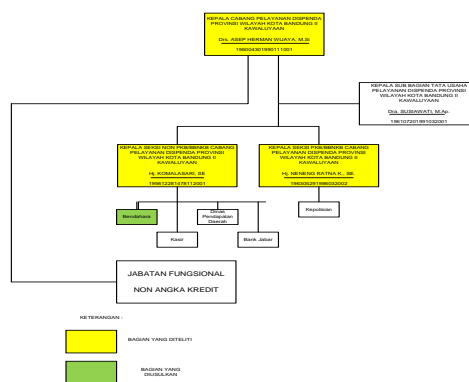 KEPALA CABANG PELAYANAN DISPENDA
PROVINSI WILAYAH KOTA BANDUNG II
KAWALUYAAN
Drs. ASEP HERMAN WIJAYA, M.Si
KEPALA SUB BAGIAN TATA USAHA
PELAYANAN DISPENDA PROVINSI
WILAYAH KOTA BANDUNG II
KAWALUYAAN
Dra. SUSIAWATI, M.Ap.
196107201991032001
KEPALA SEKSI NON PKB/BBNKB CABANG
PELAYANAN DISPENDA PROVINSI
WILAYAH KOTA BANDUNG II
KAWALUYAAN
Hj. KOMALASARI, SE
KEPALA SEKSI PKB/BBNKB CABANG
PELAYANAN DISPENDA PROVINSI
WILAYAH KOTA BANDUNG II
KAWALUYAAN
Hj. NENENG RATNA K., SE.
Bendahara
Dinas
Pendapatan
Daerah
Kepolisian
Kasir
Bank Jabar
JABATAN FUNGSIONAL
NON ANGKA KREDIT
KETERANGAN :
BAGIAN YANG DITELITI
BAGIAN YANG
DIUSULKAN